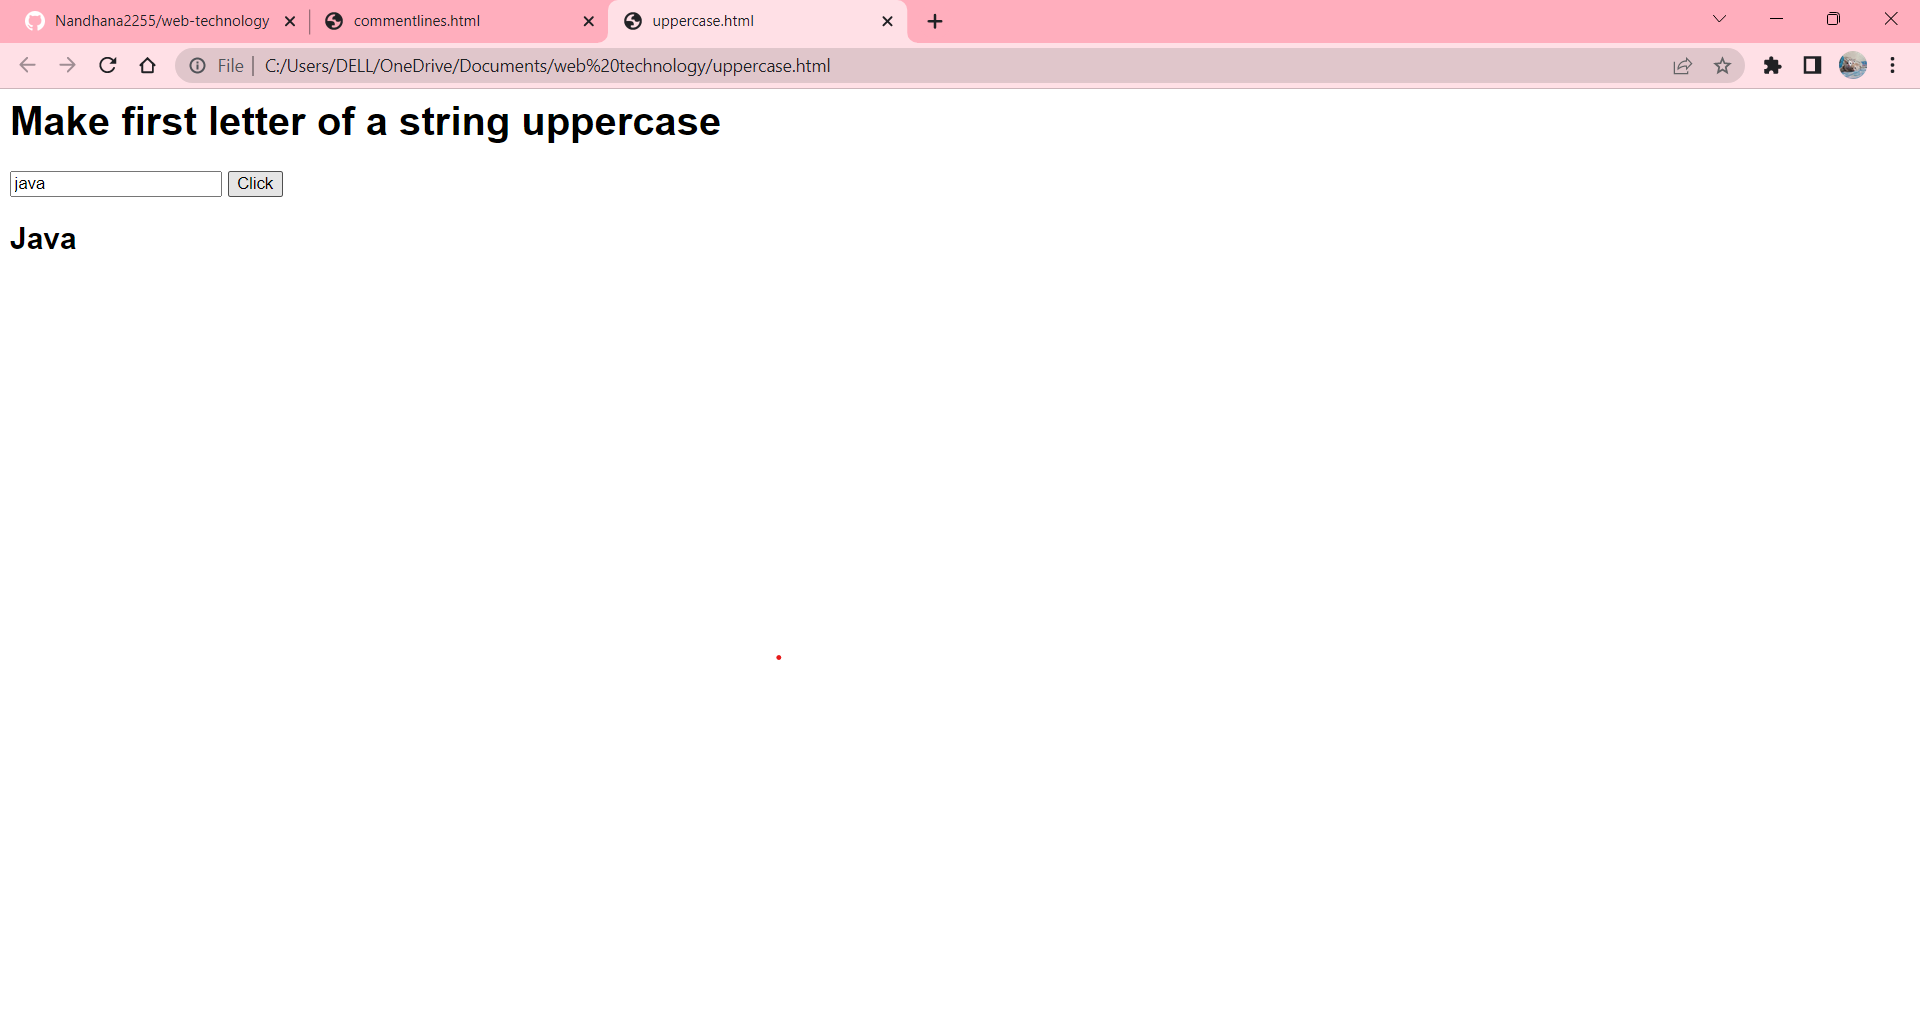 Nandhana2255/web-technology
commentlines.html
uppercase.html
File
C:/Users/DELL/OneDrive/Documents/web%20technology/uppercase.html
Make first letter of a string uppercase
java
Click
Java